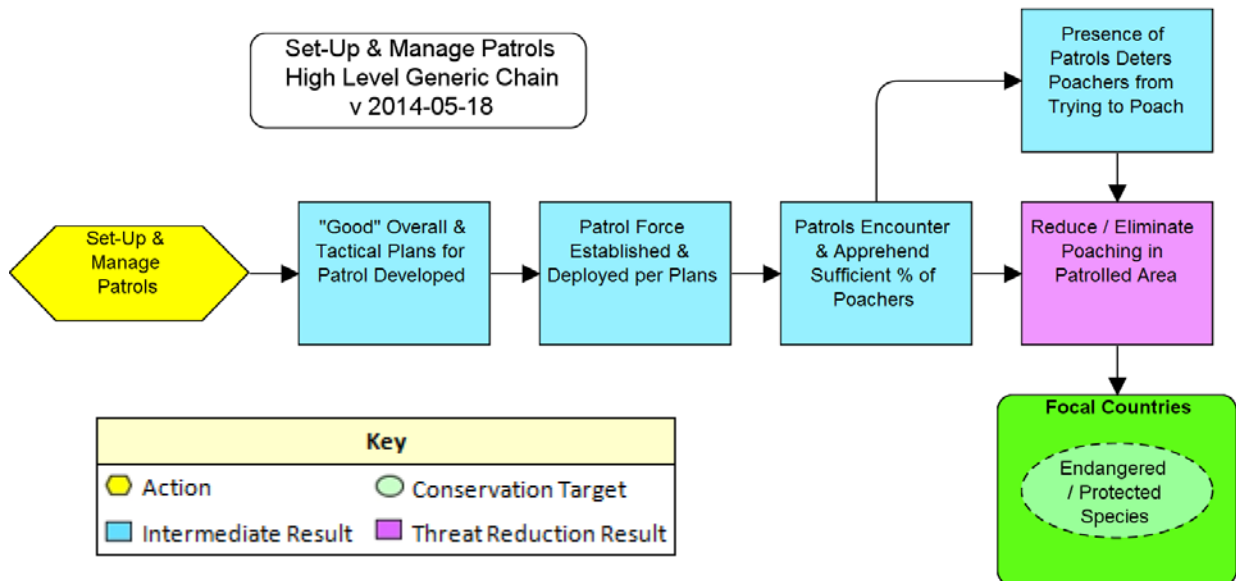 Set-Up & Manage Patrols
High Level Generic Chain
v 2014-05-18
Presence of
Patrols Deters
Poachers from
Trying to Poach
Set-Up &
Manage
Patrols
"Good" Overall &
Tactical Plans for
Patrol Developed
Patrol Force
Established &
Deployed per Plans
Patrols Encounter
& Apprehend
Sufficient % of
Poachers
Reduce / Eliminate
Poaching in
Patrolled Area
Focal Countries
Endangered
/ Protected
Species
Key
Action
Conservation Target
Intermediate Result
Threat Reduction Result